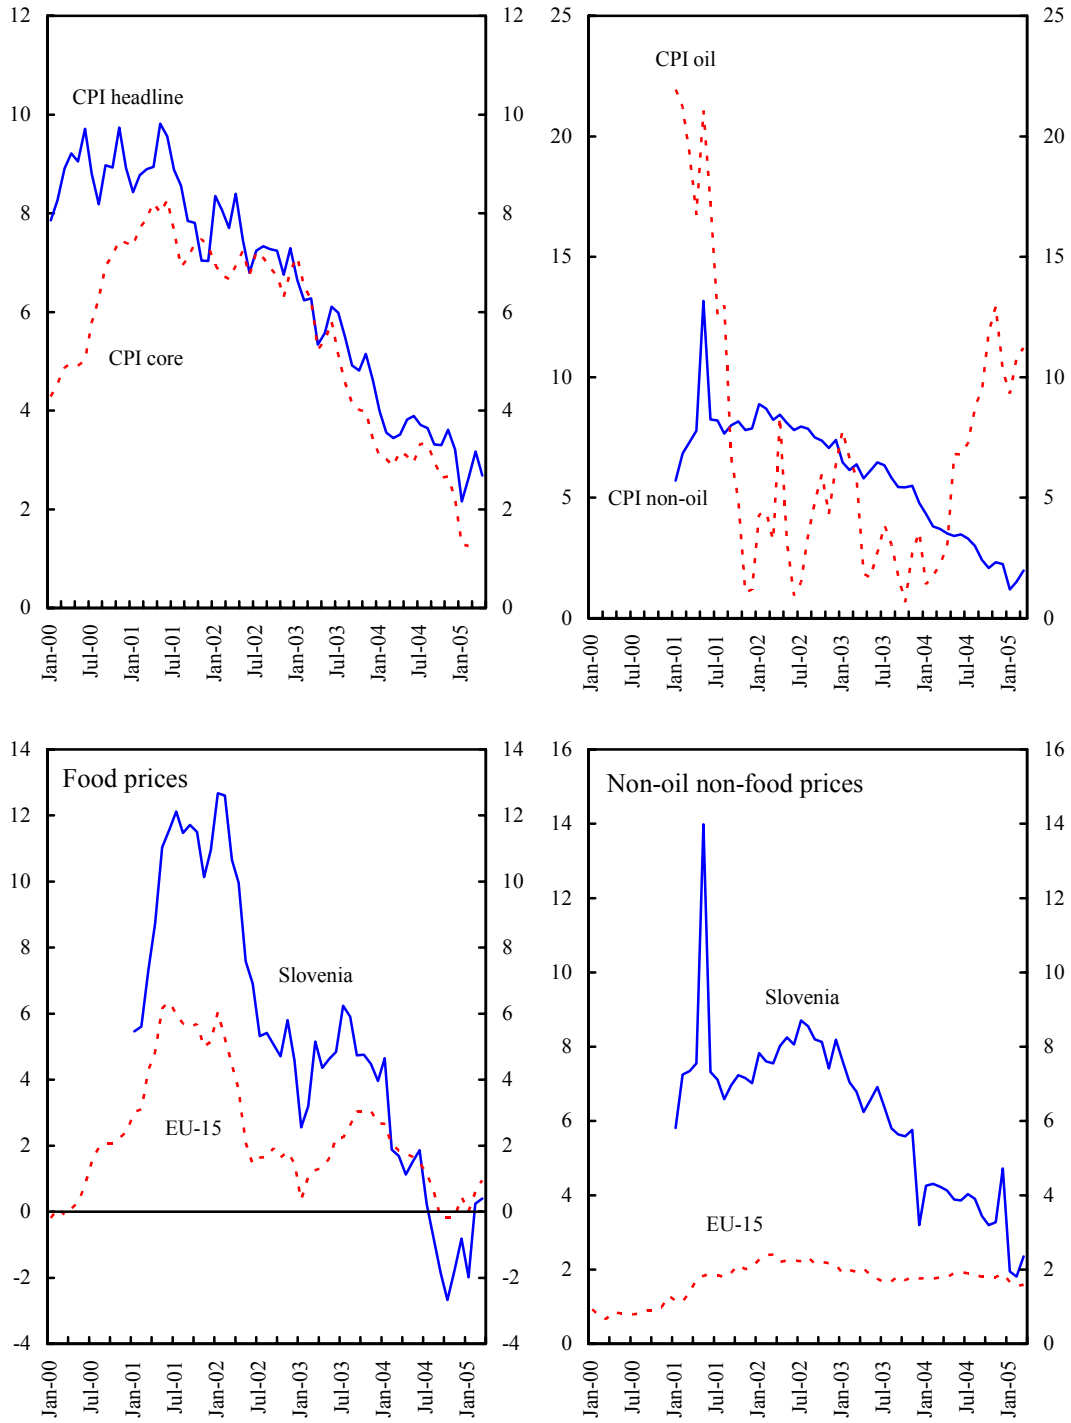 12 12
10 10
8 8
6 6
4 4
2 2
0 0
CPI headline
CPI core
Jan-00 Jul-00 Jan-01 Jul-01 Jan-02 Jul-02 Jan-03 Jul-03 Jan-04 Jul-04 Jan-05
25 25
20 20
15 15
10 10
5 5
0 0
CPI oil
CPI non-oil
Jan-00 Jul-00 Jan-01 Jul-01 Jan-02 Jul-02 Jan-03 Jul-03 Jan-04 Jul-04 Jan-05
14 14
12 12
10 10
8 8
6 6
4 4
2 2
0 0
-2 -2
-4 -4
Food prices
Slovenia
EU-15
Jan-00 Jul-00 Jan-01 Jul-01 Jan-02 Jul-02 Jan-03 Jul-03 Jan-04 Jul-04 Jan-05
16 16
14 14
12 12
10 10
8 8
6 6
4 4
2 2
0 0
Non-oil non-food prices
Slovenia
EU-15
Jan-00 Jul-00 Jan-01 Jul-01 Jan-02 Jul-02 Jan-03 Jul-03 Jan-04 Jul-04 Jan-05